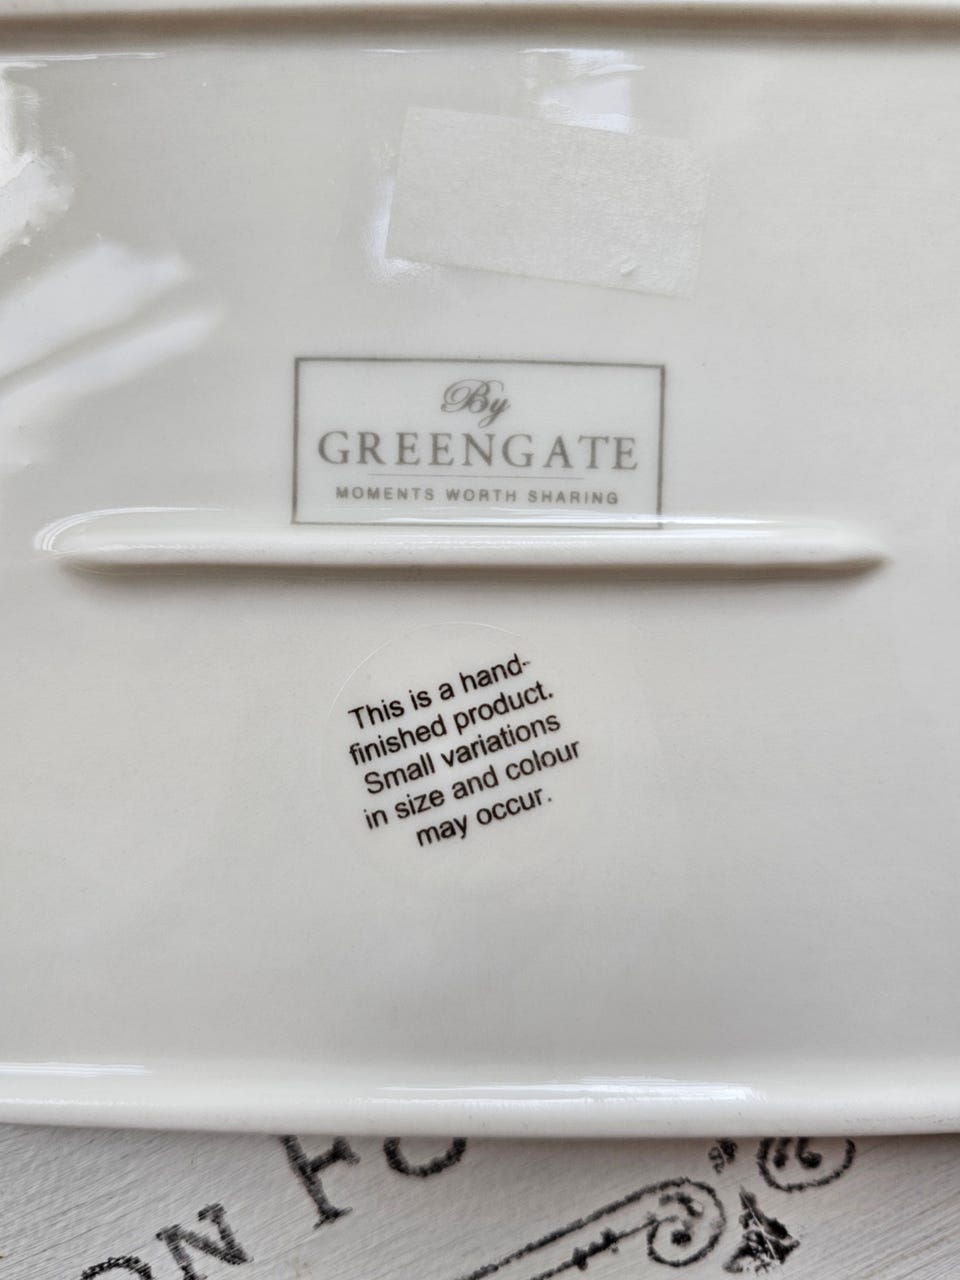 By
GREENGATE
MOMENTS WORTH SHARING
This is a hand-
finished product.
Small variations
in size and colour
may occur.